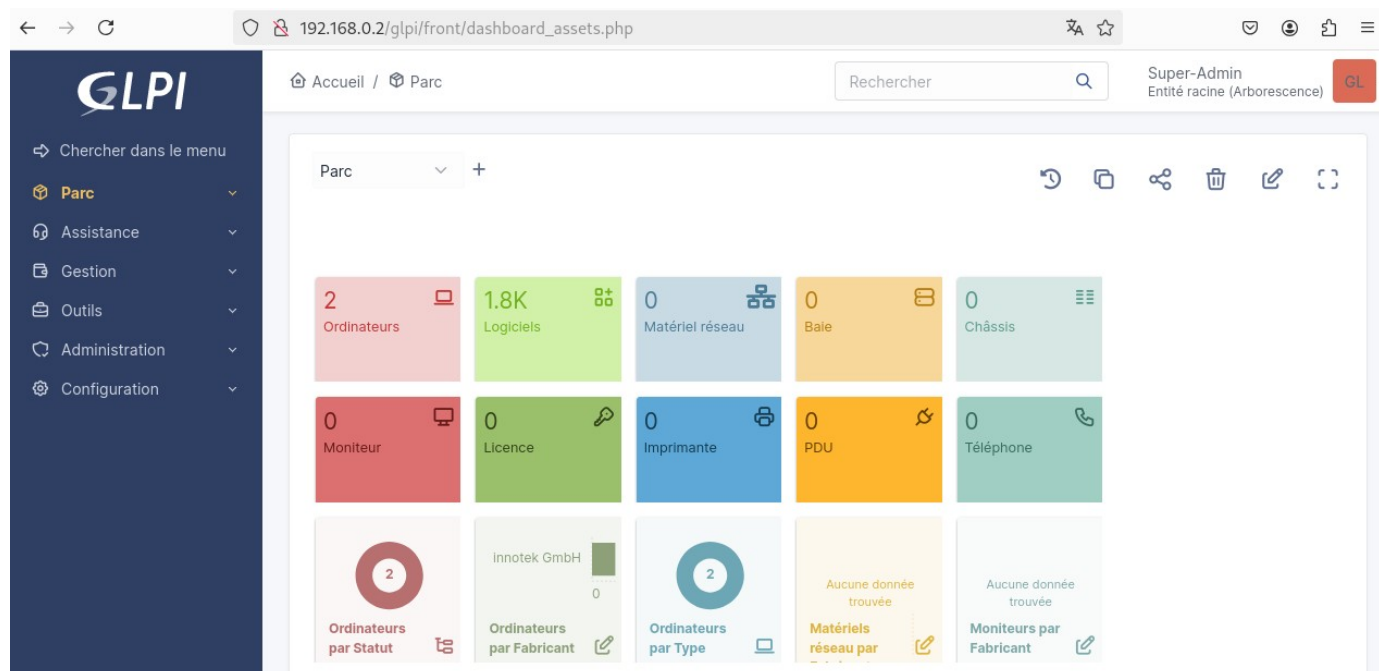 192.168.0.2/glpi/front/dashboard_assets.php
GLPI
Accueil / Parc
Rechercher
Super-Admin
Entité racine (Arborescence)
GL
Chercher dans le menu
Parc
Assistance
Gestion
Outils
Administration
Configuration
Parc
2
Ordinateurs
1.8K
Logiciels
0
Matériel réseau
0
Baie
0
Châssis
0
Moniteur
0
Licence
0
Imprimante
0
PDU
0
Téléphone
2
Ordinateurs
par Statut
innotek GmbH
0
Ordinateurs
par Fabricant
2
Ordinateurs
par Type
Aucune donnée
trouvée
Matériels
réseau par
Aucune donnée
trouvée
Moniteurs par
Fabricant